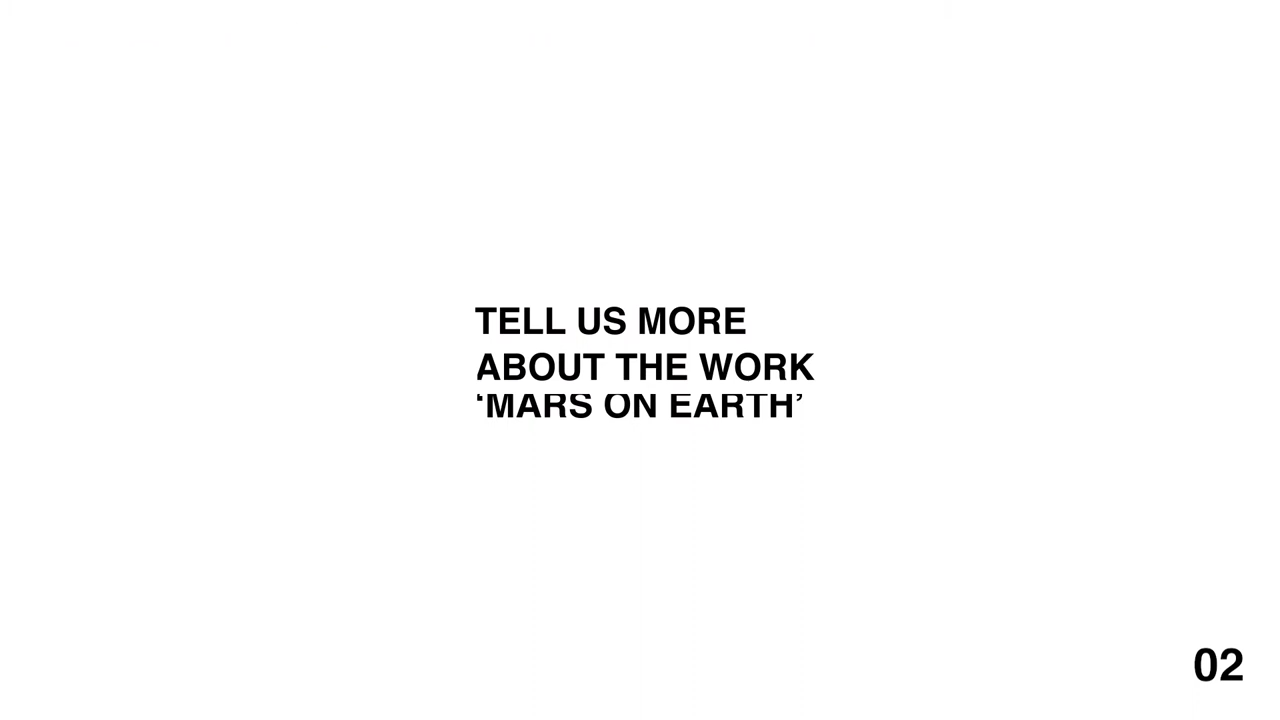 TELL US MORE
ABOUT THE WORK
‘MARS ON EARTH’
02